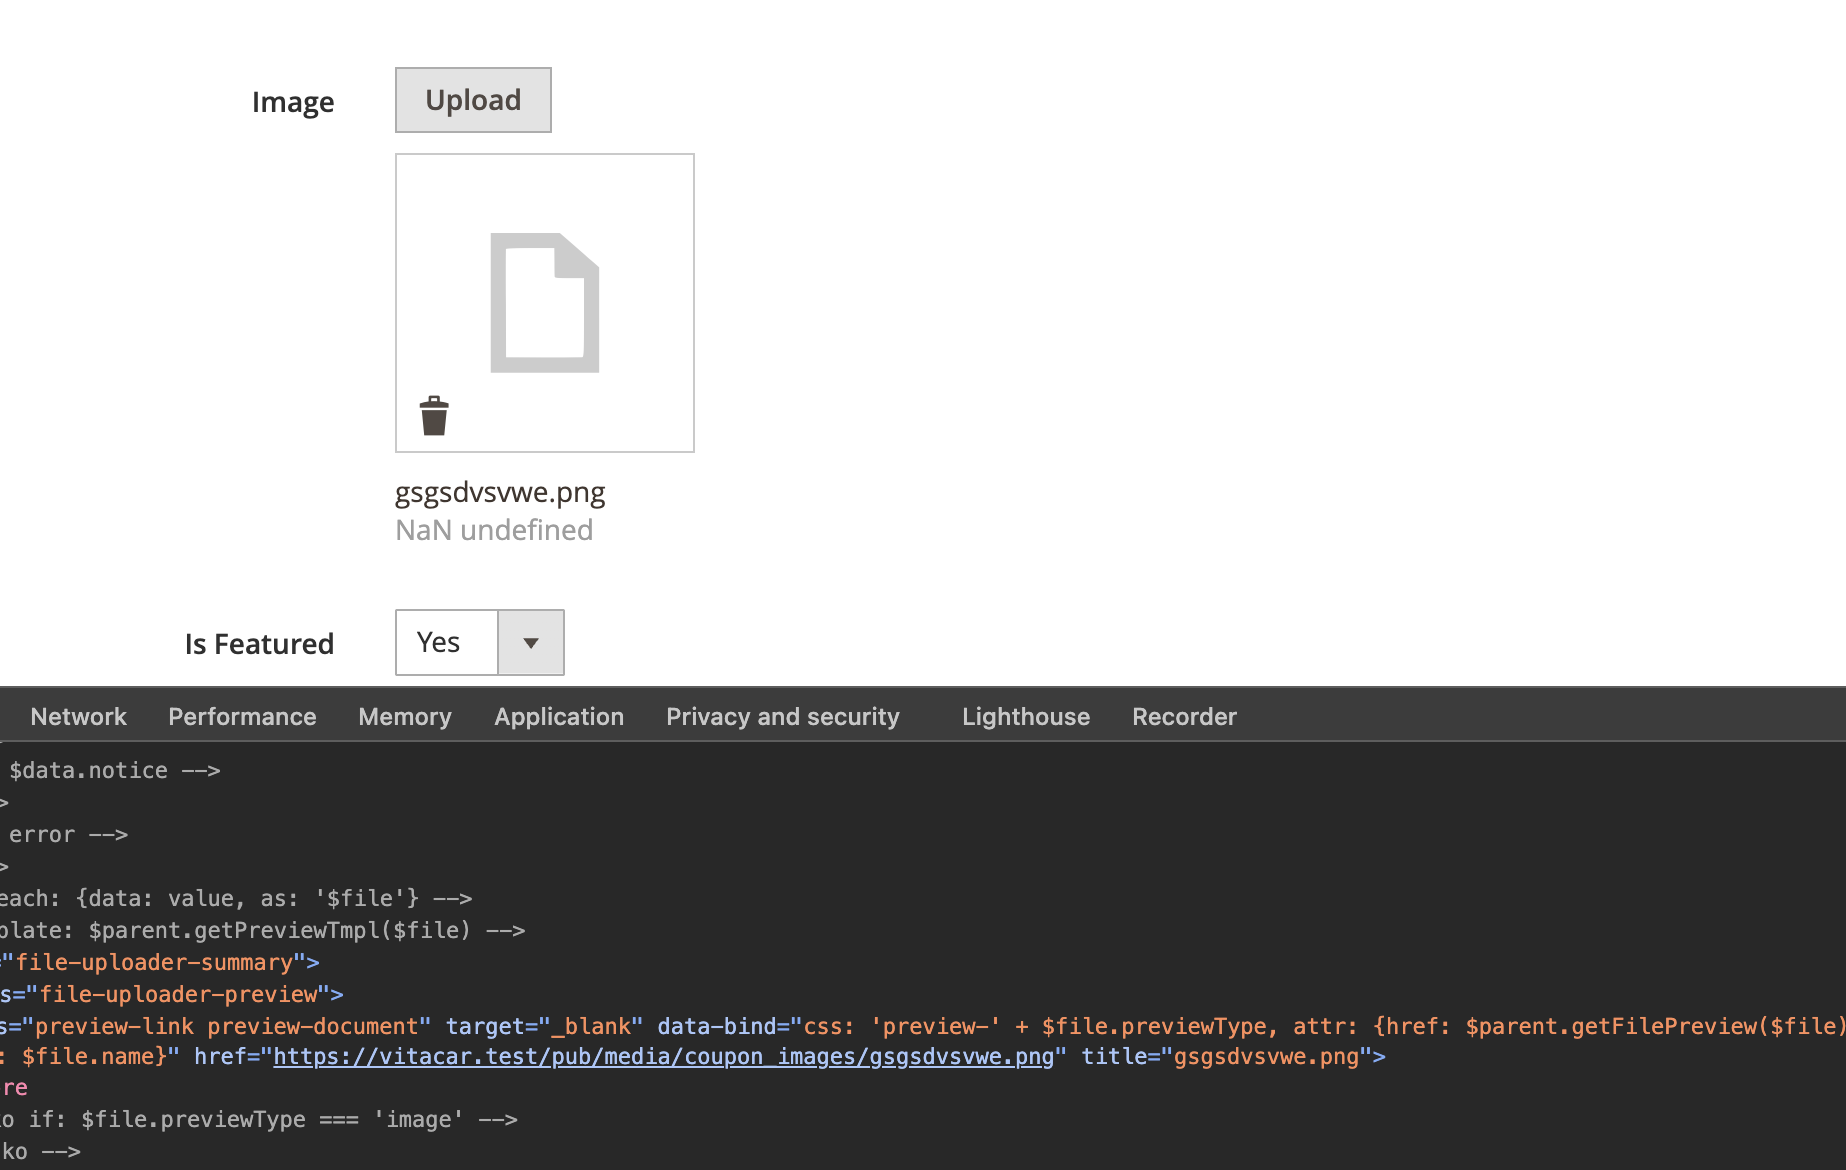 Image
Upload
gsgsdvsvwe.png
NaN undefined
Is Featured
Yes
Network Performance Memory Application Privacy and security Lighthouse Recorder
$data.notice -->
>
error -->
>
each: {data: value, as: '$file'} -->
plate: $parent.getPreviewTmpl($file) -->
="file-uploader-summary">
s="file-uploader-preview">
s="preview-link preview-document" target="_blank" data-bind="css: 'preview-' + $file.previewType, attr: {href: $parent.getFilePreview($file)
: $file.name}" href="https://vitacar.test/pub/media/coupon_images/gsgsdvsvwe.png" title="gsgsdvsvwe.png">
re
o if: $file.previewType === 'image' -->
ko -->